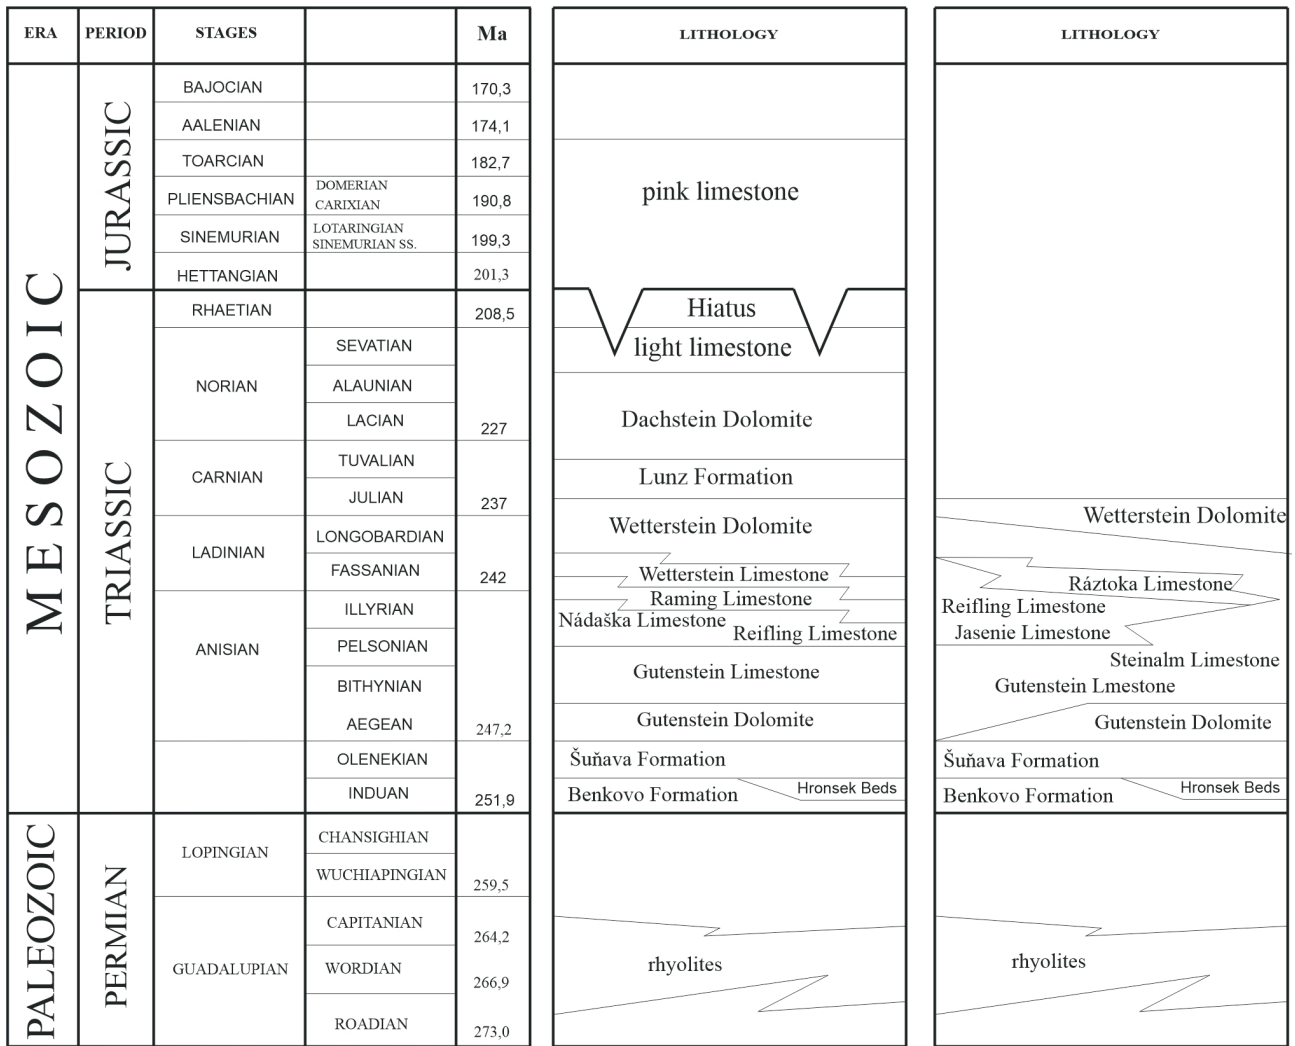 ERA PERIOD STAGES Ma LITHOLOGY LITHOLOGY
MESOZOIC
JURASSIC
BAJOCIAN 170,3
AALENIAN 174,1
TOARCIAN 182,7
PLIENSBACHIAN DOMERIAN CARIXIAN 190,8
SINEMURIAN LOTARINGIAN SINEMURIAN SS. 199,3
HETTANGIAN 201,3
TRIASSIC
RHAETIAN 208,5
NORIAN
SEVATIAN
ALAUNIAN
LACIAN 227
CARNIAN
TUVALIAN
JULIAN 237
LADINIAN
LONGOBARDIAN
FASSANIAN 242
ANISIAN
ILLYRIAN
PELSONIAN
BITHYNIAN
AEGEAN 247,2
OLENEKIAN
INDUAN 251,9
PALEOZOIC
PERMIAN
LOPINGIAN
CHANSIGHIAN
WUCHIAPINGIAN 259,5
GUADALUPIAN
CAPITANIAN 264,2
WORDIAN 266,9
ROADIAN 273,0
pink limestone
Hiatus
light limestone
Dachstein Dolomite
Lunz Formation
Wetterstein Dolomite
Wetterstein Limestone
Raming Limestone
Nádaška Limestone
Reifling Limestone
Gutenstein Limestone
Gutenstein Dolomite
Šuňava Formation
Benkovo Formation Hronsek Beds
rhyolites
Wetterstein Dolomite
Ráztoka Limestone
Reifling Limestone
Jasenie Limestone
Steinalm Limestone
Gutenstein Lmestone
Gutenstein Dolomite
Šuňava Formation
Benkovo Formation Hronsek Beds
rhyolites